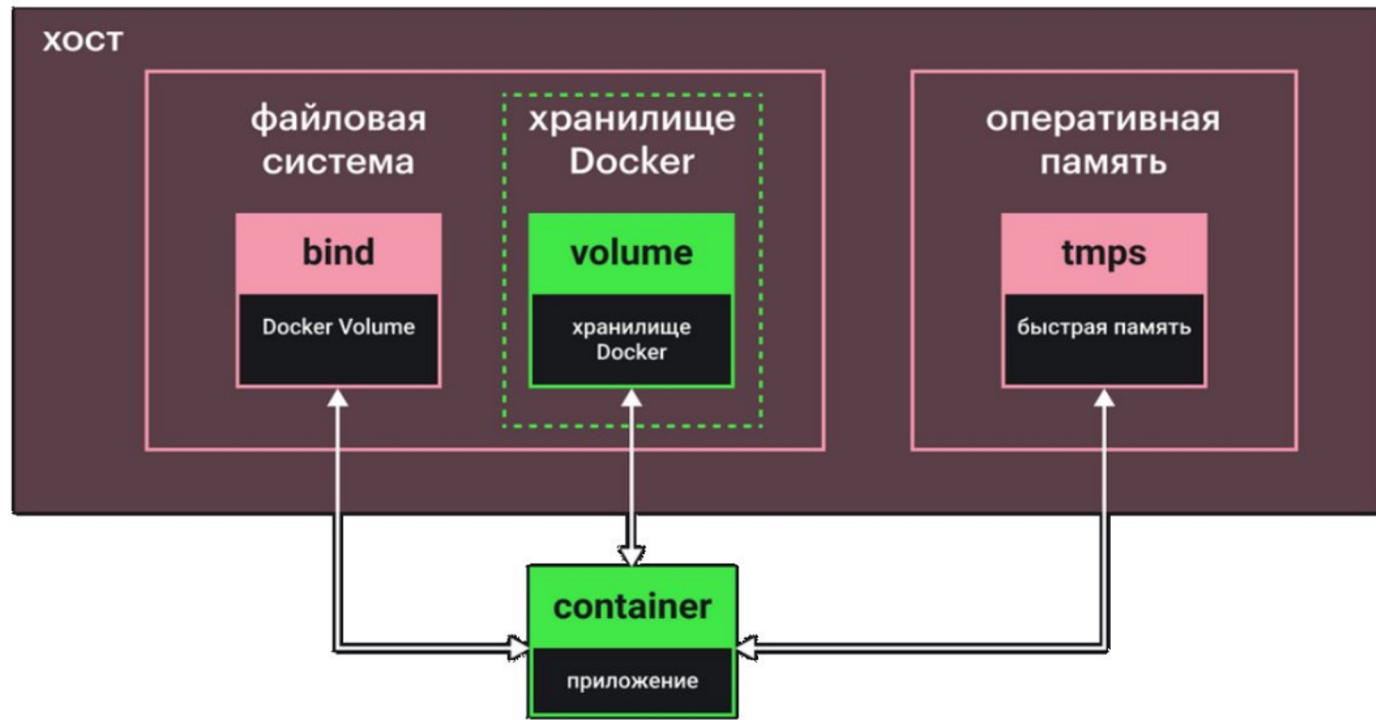 хост
файловая
система
bind
Docker Volume
хранилище
Docker
volume
хранилище
Docker
оперативная
память
tmps
быстрая память
container
приложение